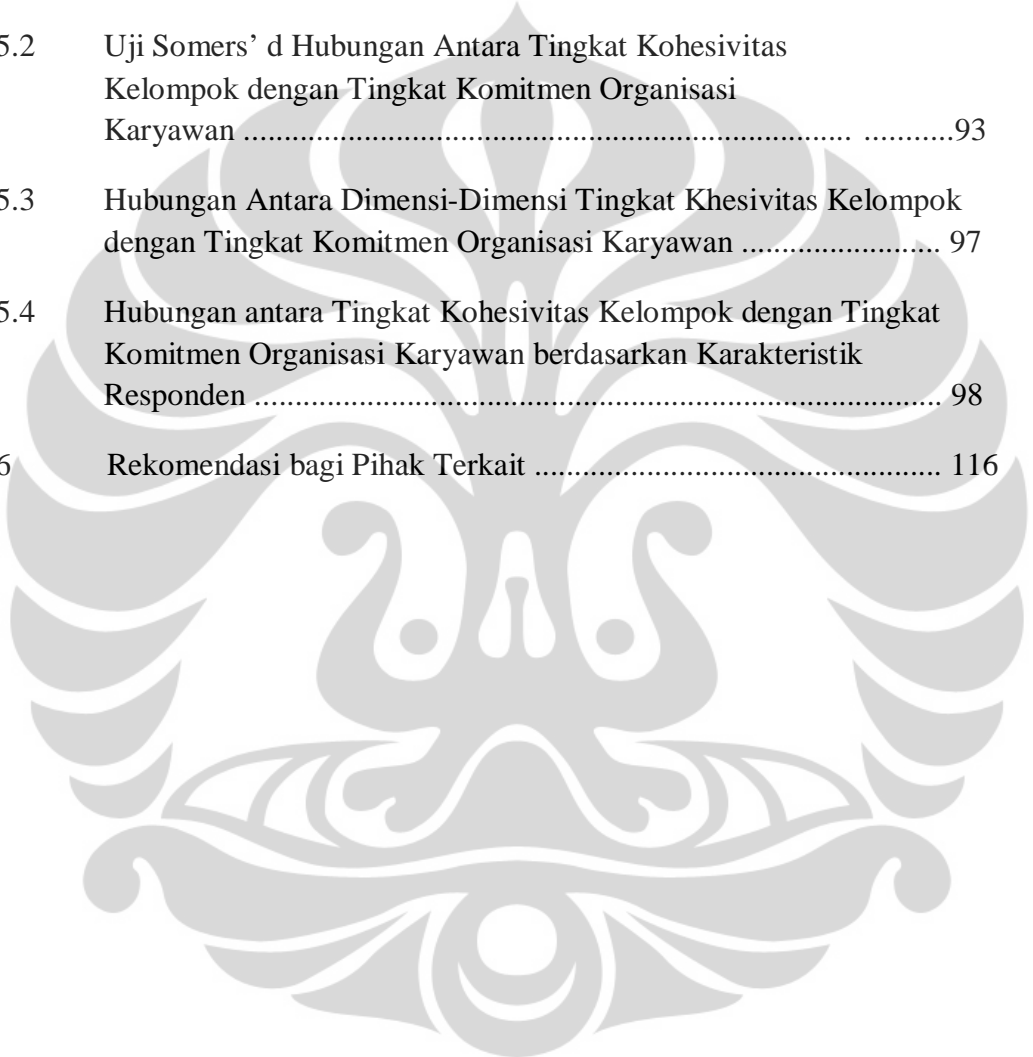 5.2 Uji Somers’ d Hubungan Antara Tingkat Kohesivitas
Kelompok dengan Tingkat Komitmen Organisasi
Karyawan .............................................................................. ...........93
5.3 Hubungan Antara Dimensi-Dimensi Tingkat Khesivitas Kelompok
dengan Tingkat Komitmen Organisasi Karyawan ........................ 97
5.4 Hubungan antara Tingkat Kohesivitas Kelompok dengan Tingkat
Komitmen Organisasi Karyawan berdasarkan Karakteristik
Responden ..................................................................................... 98
6 Rekomendasi bagi Pihak Terkait .................................................. 116